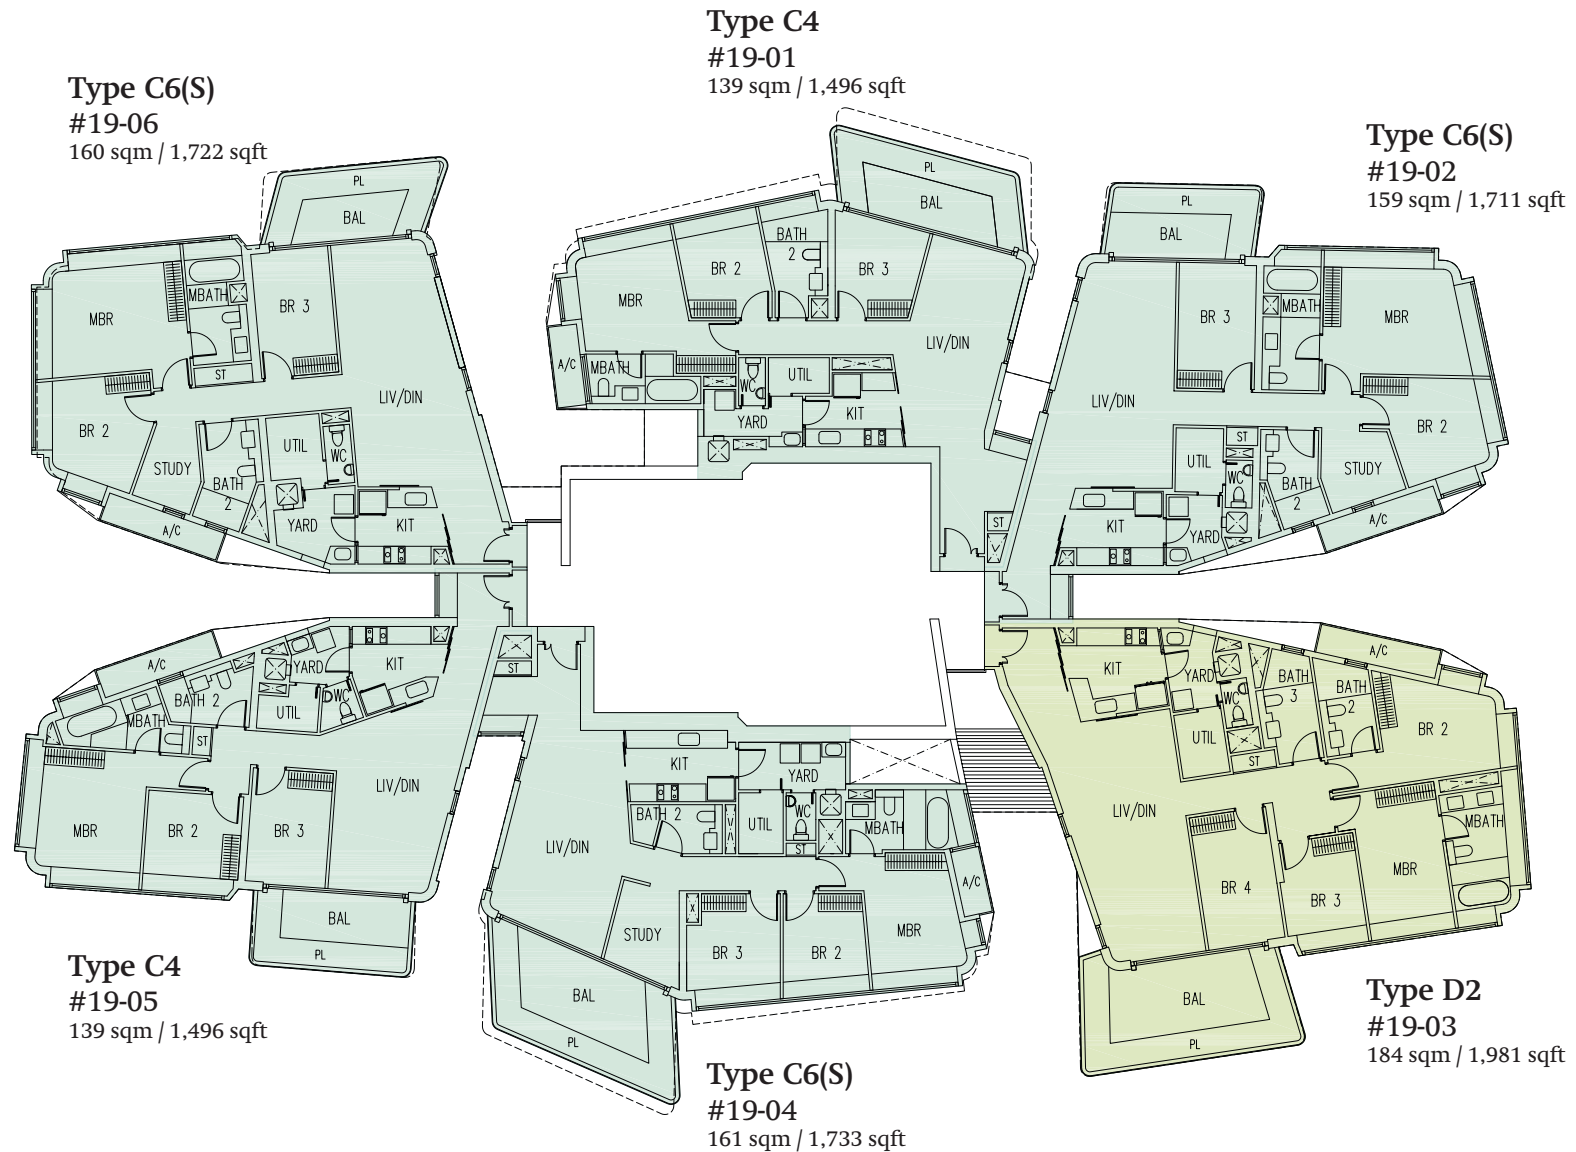 Type C4
#19-01
139 sqm / 1,496 sqft
Type C6(S)
#19-06
160 sqm / 1,722 sqft
Type C6(S)
#19-02
159 sqm / 1,711 sqft
PL
BAL
MBR
MBATH
BR 3
ST
BR 2
LIV/DIN
STUDY
BATH 2
UTIL
WC
YARD
KIT
A/C
PL
BAL
BATH 2
BR 2
BR 3
MBR
LIV/DIN
A/C
MBATH
WC
UTIL
YARD
KIT
PL
BAL
BR 3
MBATH
MBR
LIV/DIN
BR 2
ST
UTIL
WC
BATH 2
STUDY
ST
KIT
YARD
A/C
A/C
YARD
KIT
BATH 2
WC
UTIL
MBATH
ST
LIV/DIN
MBR
BR 2
BR 3
BAL
PL
ST
KIT
YARD
BATH 2
UTIL
WC
MBATH
ST
LIV/DIN
A/C
STUDY
BR 3
BR 2
MBR
BAL
PL
A/C
KIT
YARD
BATH 3
BATH 2
WC
UTIL
ST
BR 2
LIV/DIN
MBATH
BR 4
BR 3
MBR
BAL
PL
Type C4
#19-05
139 sqm / 1,496 sqft
Type D2
#19-03
184 sqm / 1,981 sqft
Type C6(S)
#19-04
161 sqm / 1,733 sqft